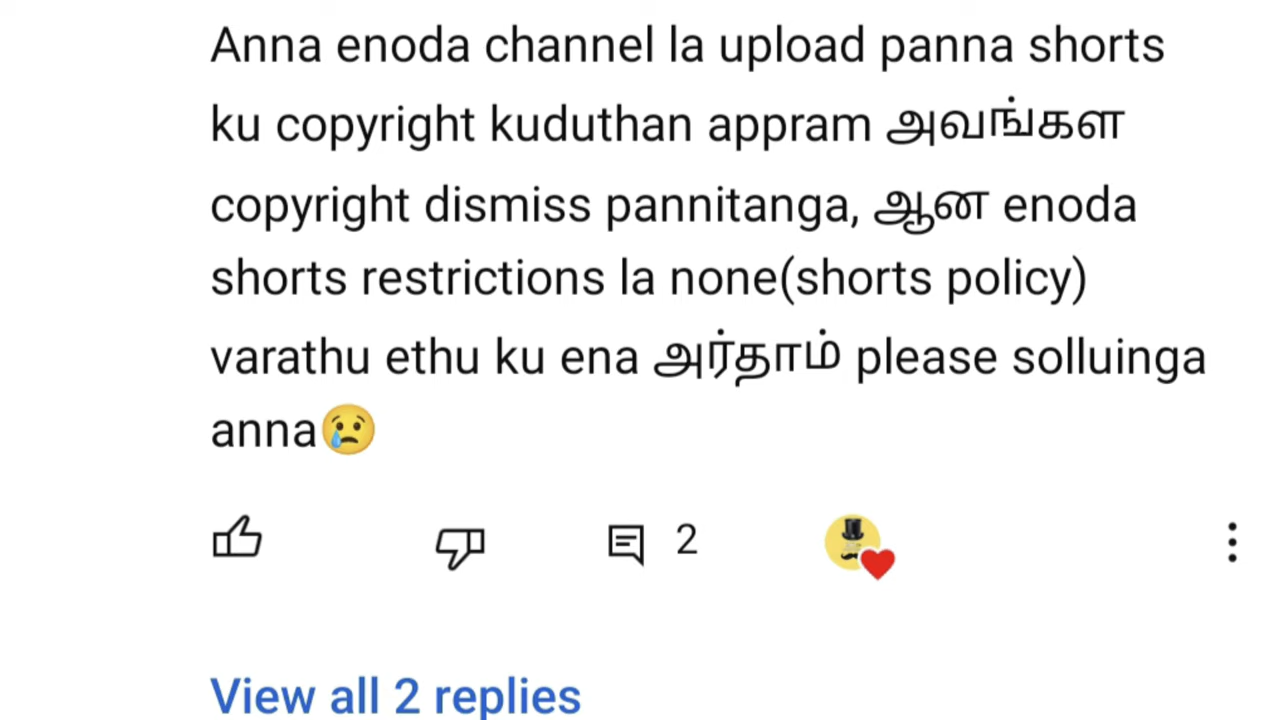 Anna enoda channel la upload panna shorts
ku copyright kuduthan appram அவங்கள
copyright dismiss pannitanga, ஆன enoda
shorts restrictions la none(shorts policy)
varathu ethu ku ena அர்தாம் please solluinga
anna😢
2
View all 2 replies